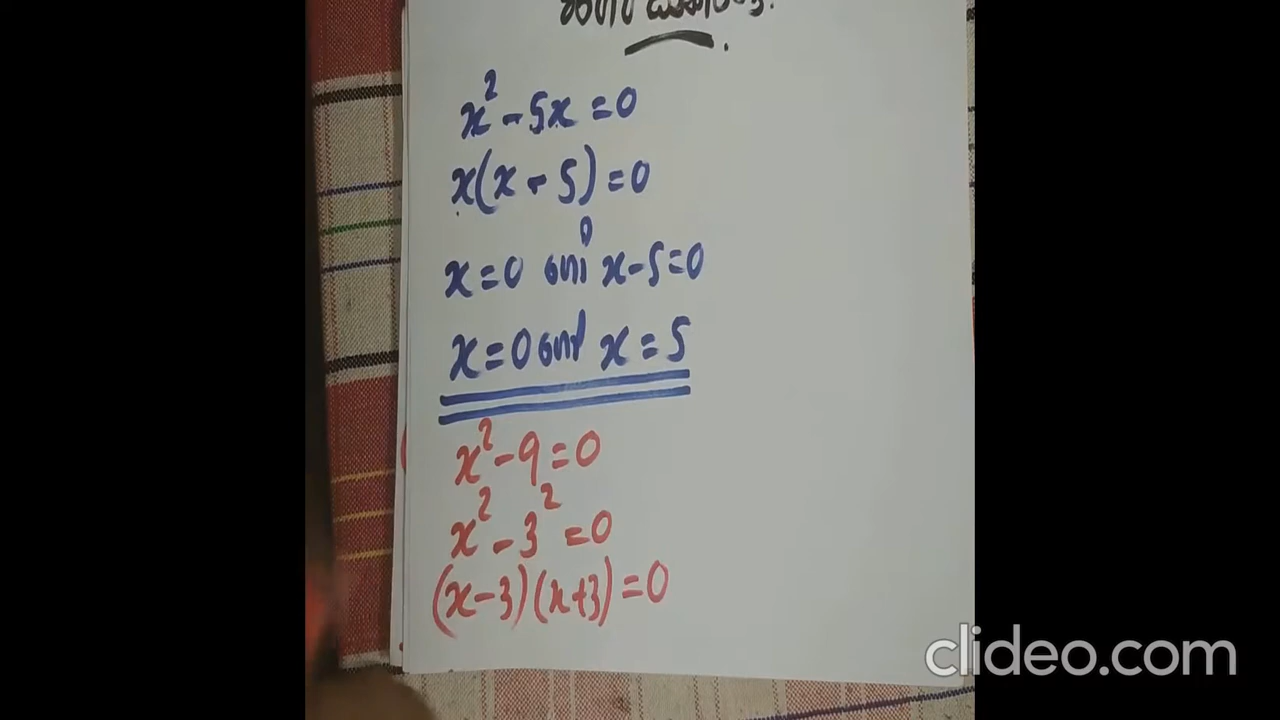 x² - 5x = 0
x(x - 5) = 0
x = 0 හෝ x - 5 = 0
x = 0 හෝ x = 5
x² - 9 = 0
x² - 3² = 0
(x - 3)(x + 3) = 0
clideo.com